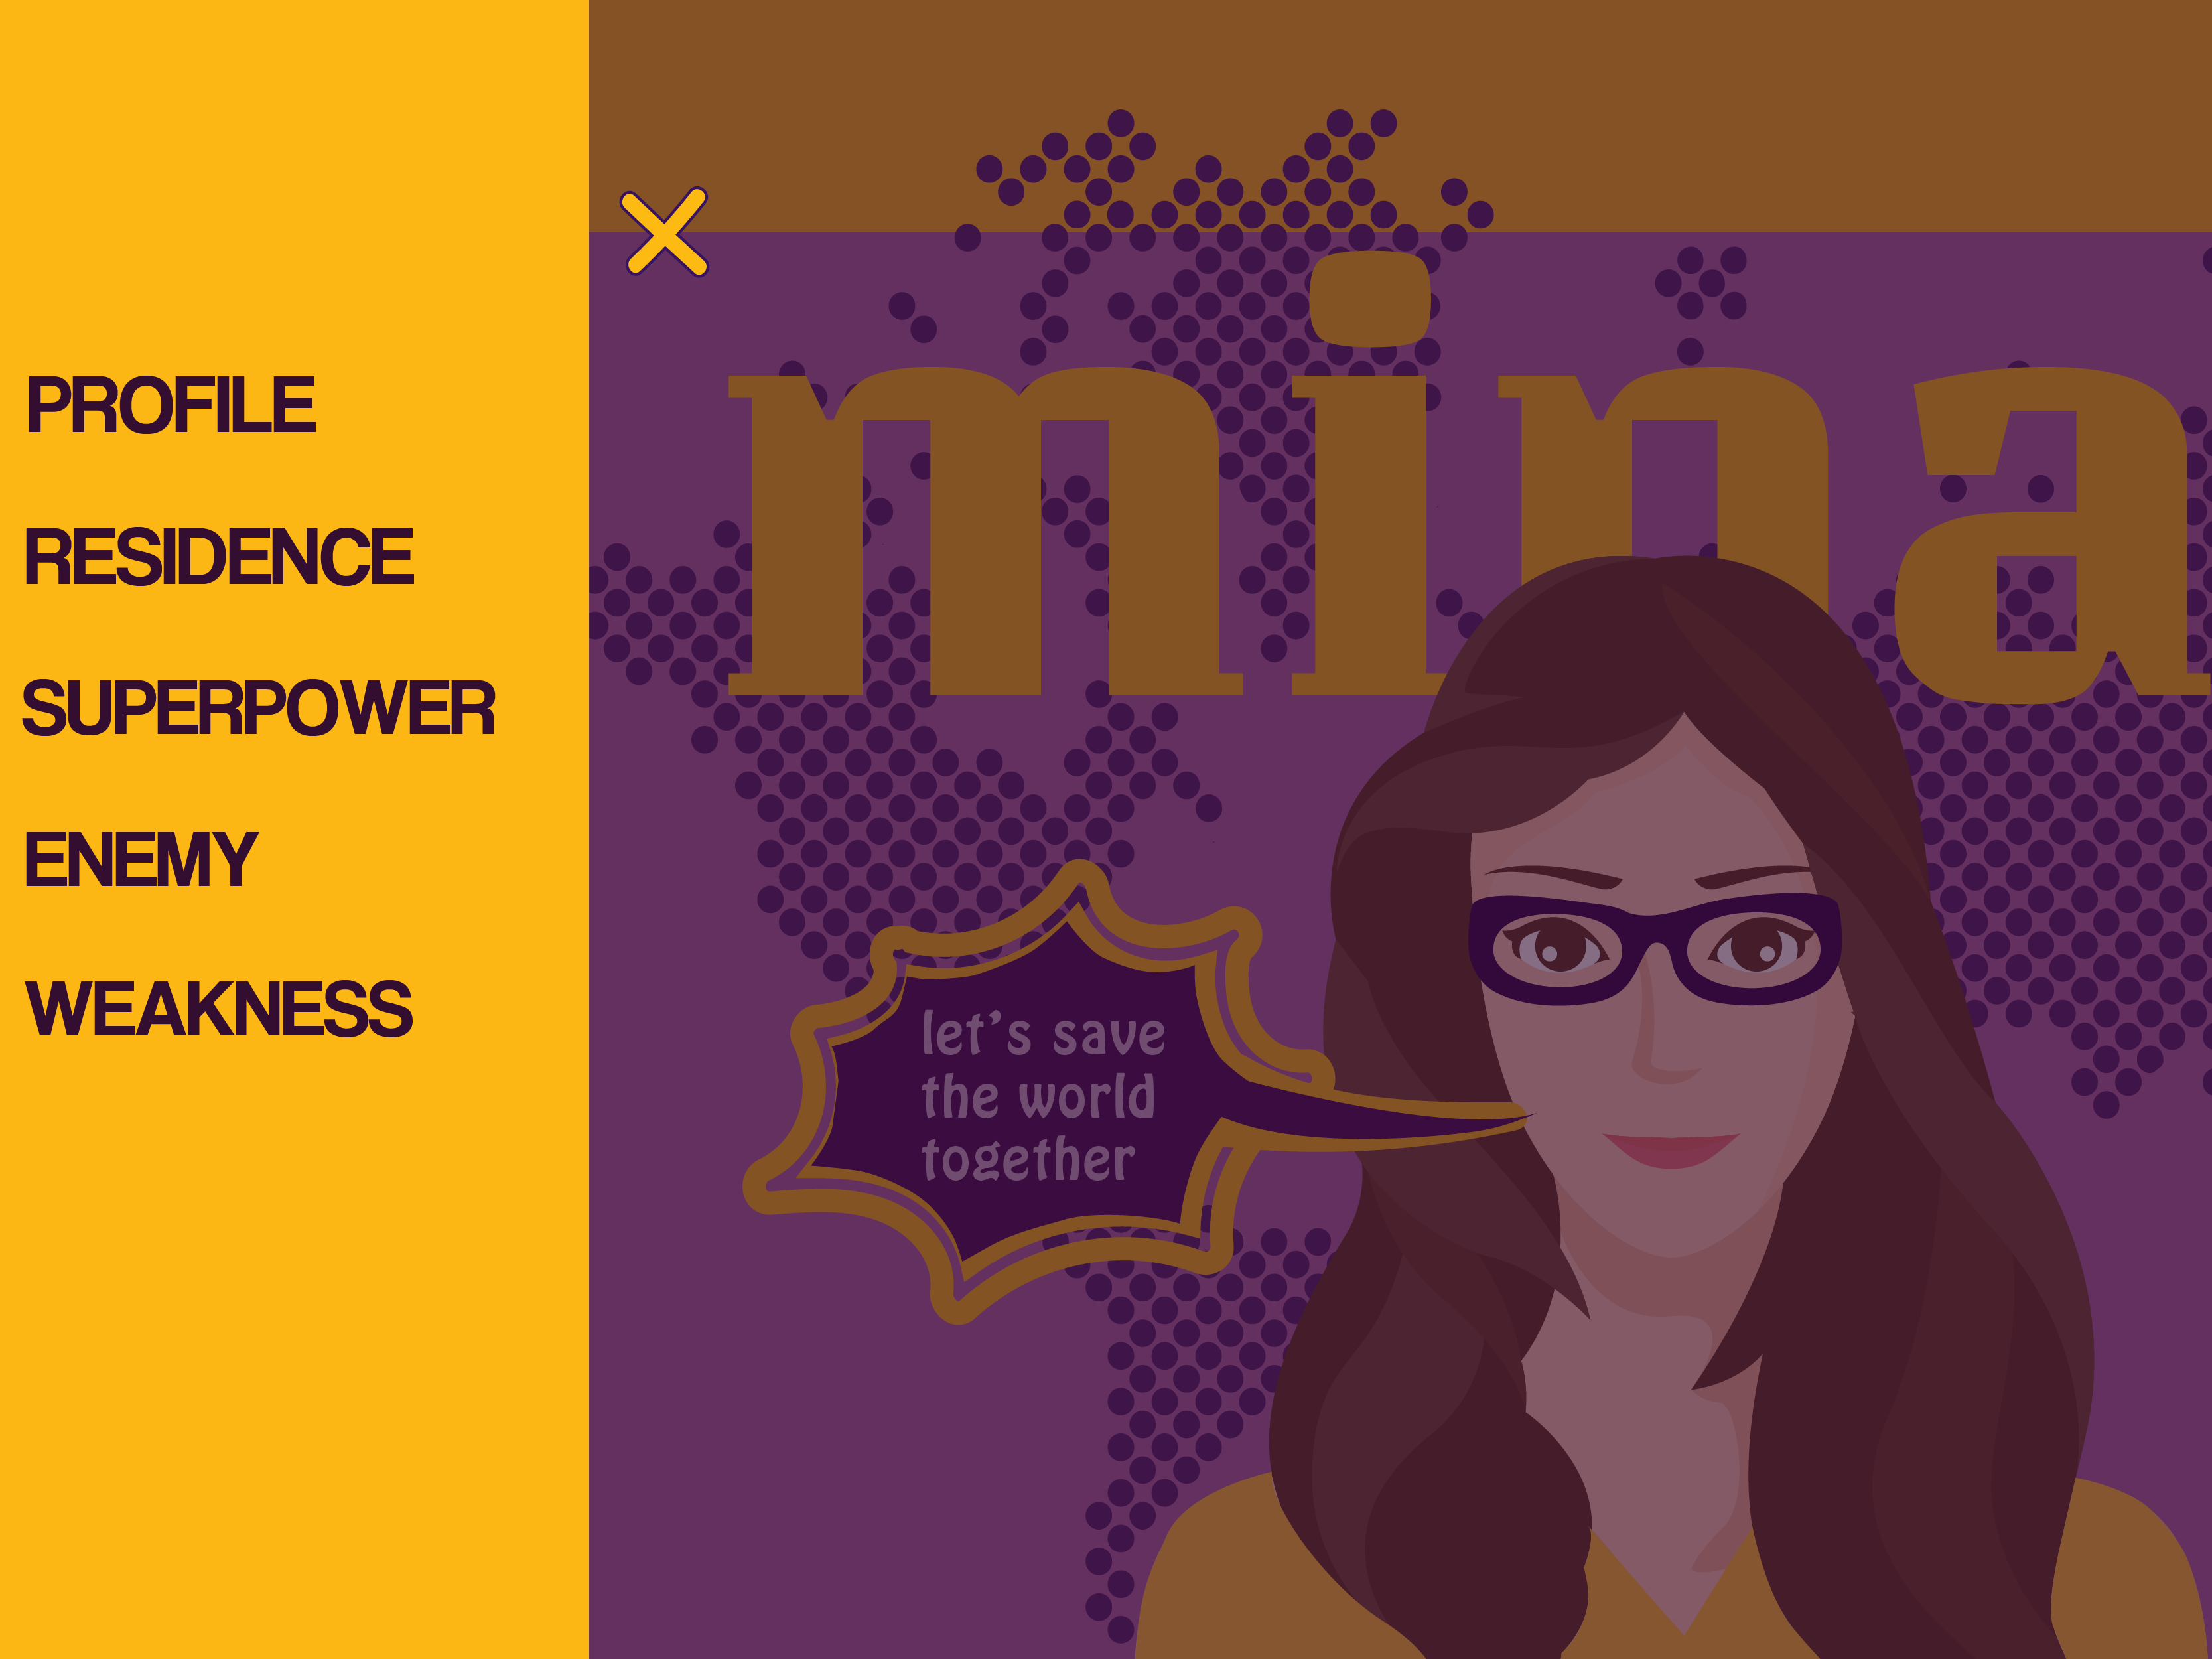 PROFILE
RESIDENCE
SUPERPOWER
ENEMY
WEAKNESS
mina
let's save
the world
together